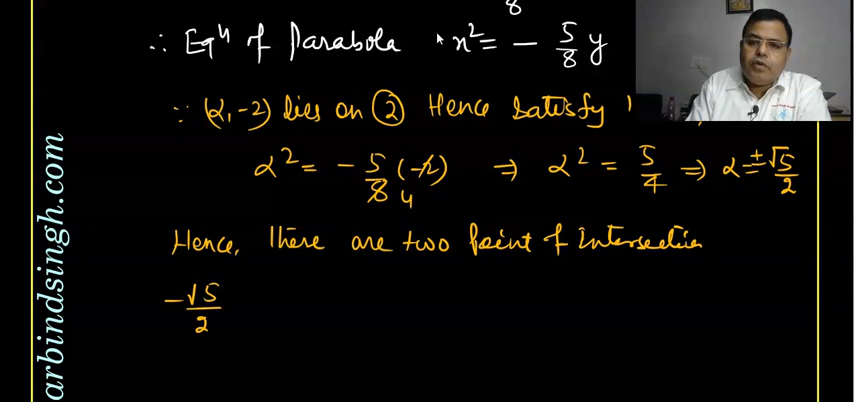 8
∴ Eqⁿ of Parabola x² = - 5/8 y
∵ (α, -2) lies on ② Hence Satisfy
α² = - 5/8 (-2) ⇒ α² = 5/4 ⇒ α = ± √5/2
4
Hence, There are two Point of Intersection
-√5/2
arbindsingh.com